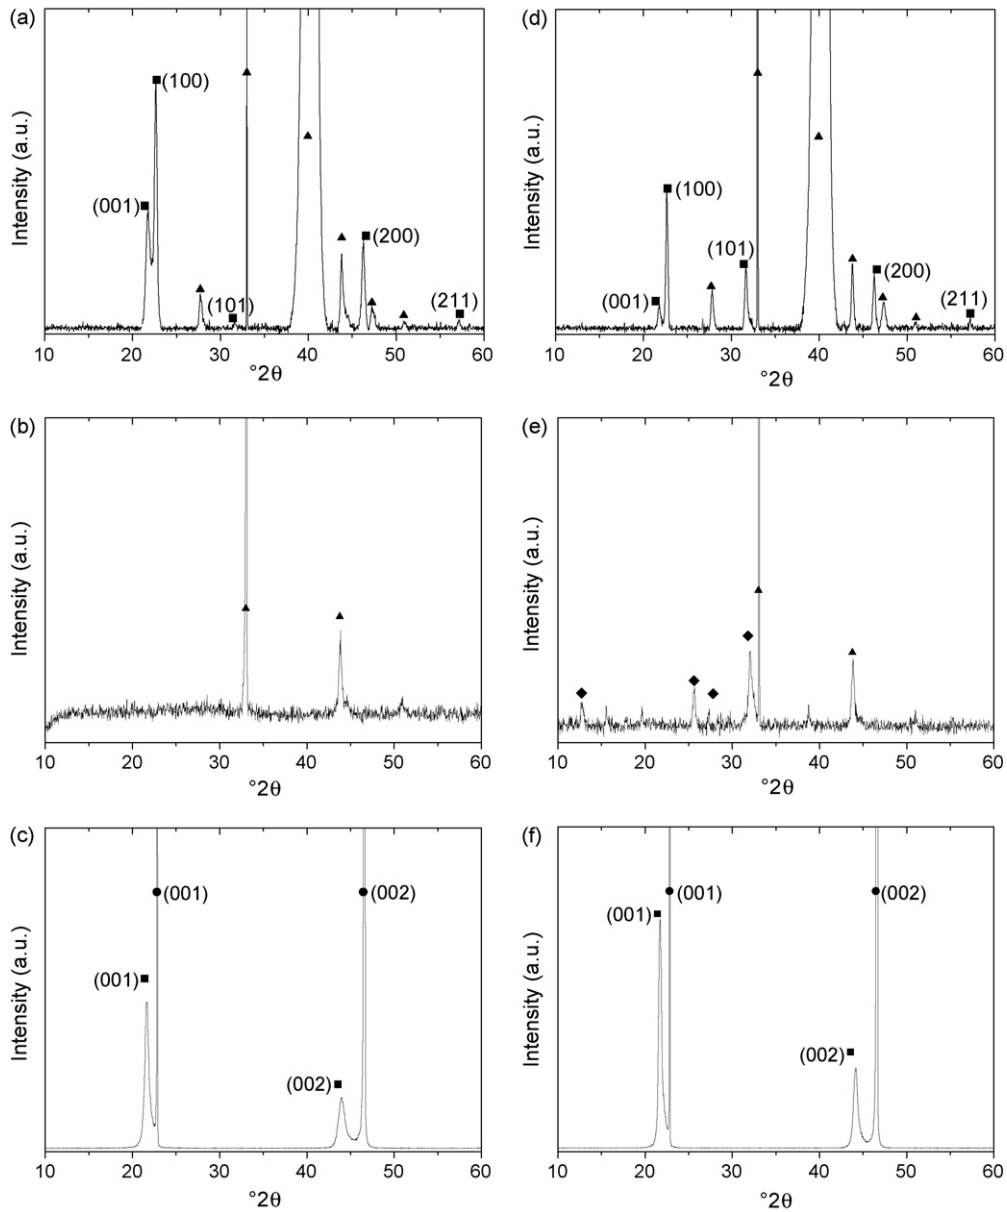 (a)
Intensity (a.u.)
(001)
(100)
(101)
(200)
(211)
10 20 30 40 50 60
°2θ
(d)
Intensity (a.u.)
(001)
(100)
(101)
(200)
(211)
10 20 30 40 50 60
°2θ
(b)
Intensity (a.u.)
10 20 30 40 50 60
°2θ
(e)
Intensity (a.u.)
10 20 30 40 50 60
°2θ
(c)
Intensity (a.u.)
(001)
(001)
(002)
(002)
10 20 30 40 50 60
°2θ
(f)
Intensity (a.u.)
(001)
(001)
(002)
(002)
10 20 30 40 50 60
°2θ